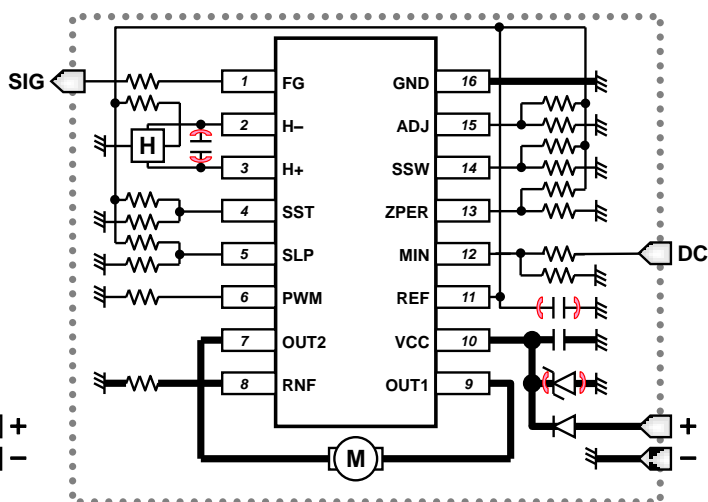 SIG
1 FG GND 16
2 H– ADJ 15
H
3 H+ SSW 14
4 SST ZPER 13
5 SLP MIN 12 DC
6 PWM REF 11
7 OUT2 VCC 10
8 RNF OUT1 9
+ +
– M –